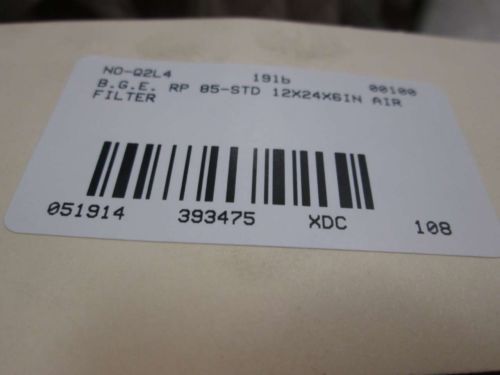 NO-Q2L4 191b 00100
B.G.E. RP 85-STD 12X24X6IN AIR
FILTER
051914 393475 XDC 108